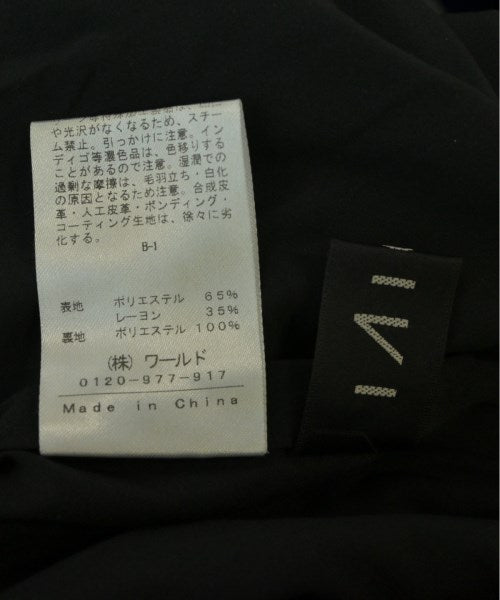 や光沢がなくなるため、スチー
ム禁止。引っかけに注意。イン
ディゴ等濃色品は、色移りする
ことがあるので注意。湿潤での
過剰な摩擦は、毛羽立ち・白化
の原因となるため注意。合成皮
革・人工皮革・ボンディング・
コーティング生地は、徐々に劣
化する。
B-1
表地 ポリエステル 65%
レーヨン 35%
裏地 ポリエステル 100%
(株) ワールド
0120-977-917
Made in China